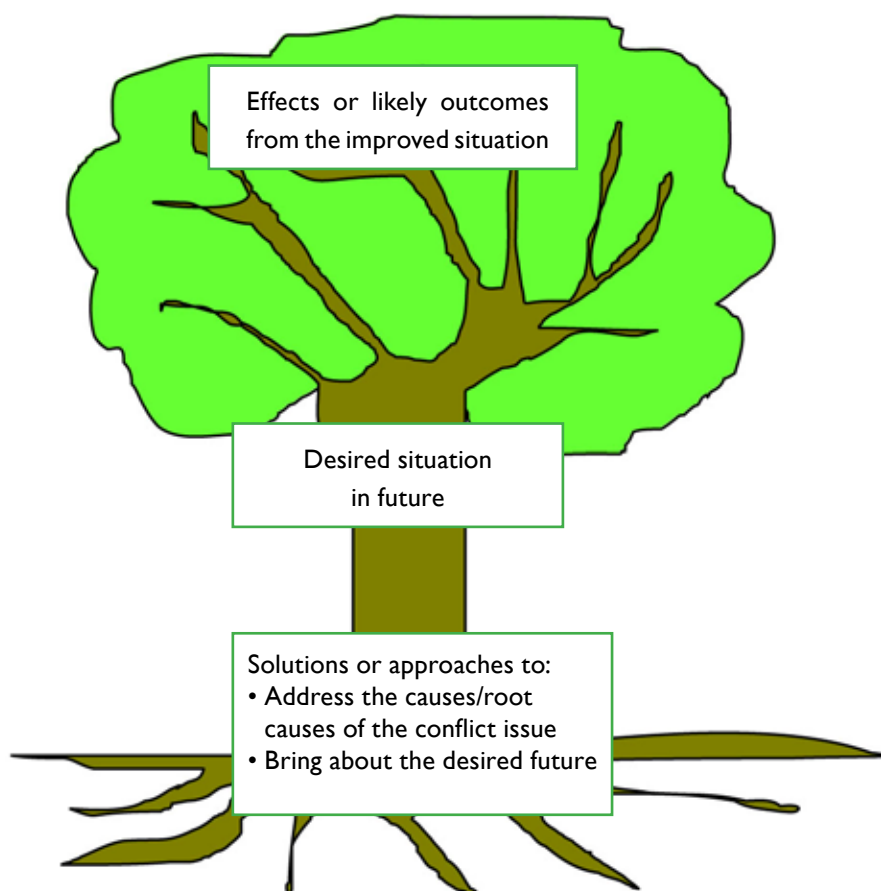 Effects or likely outcomes
from the improved situation
Desired situation
in future
Solutions or approaches to:
• Address the causes/root
causes of the conflict issue
• Bring about the desired future